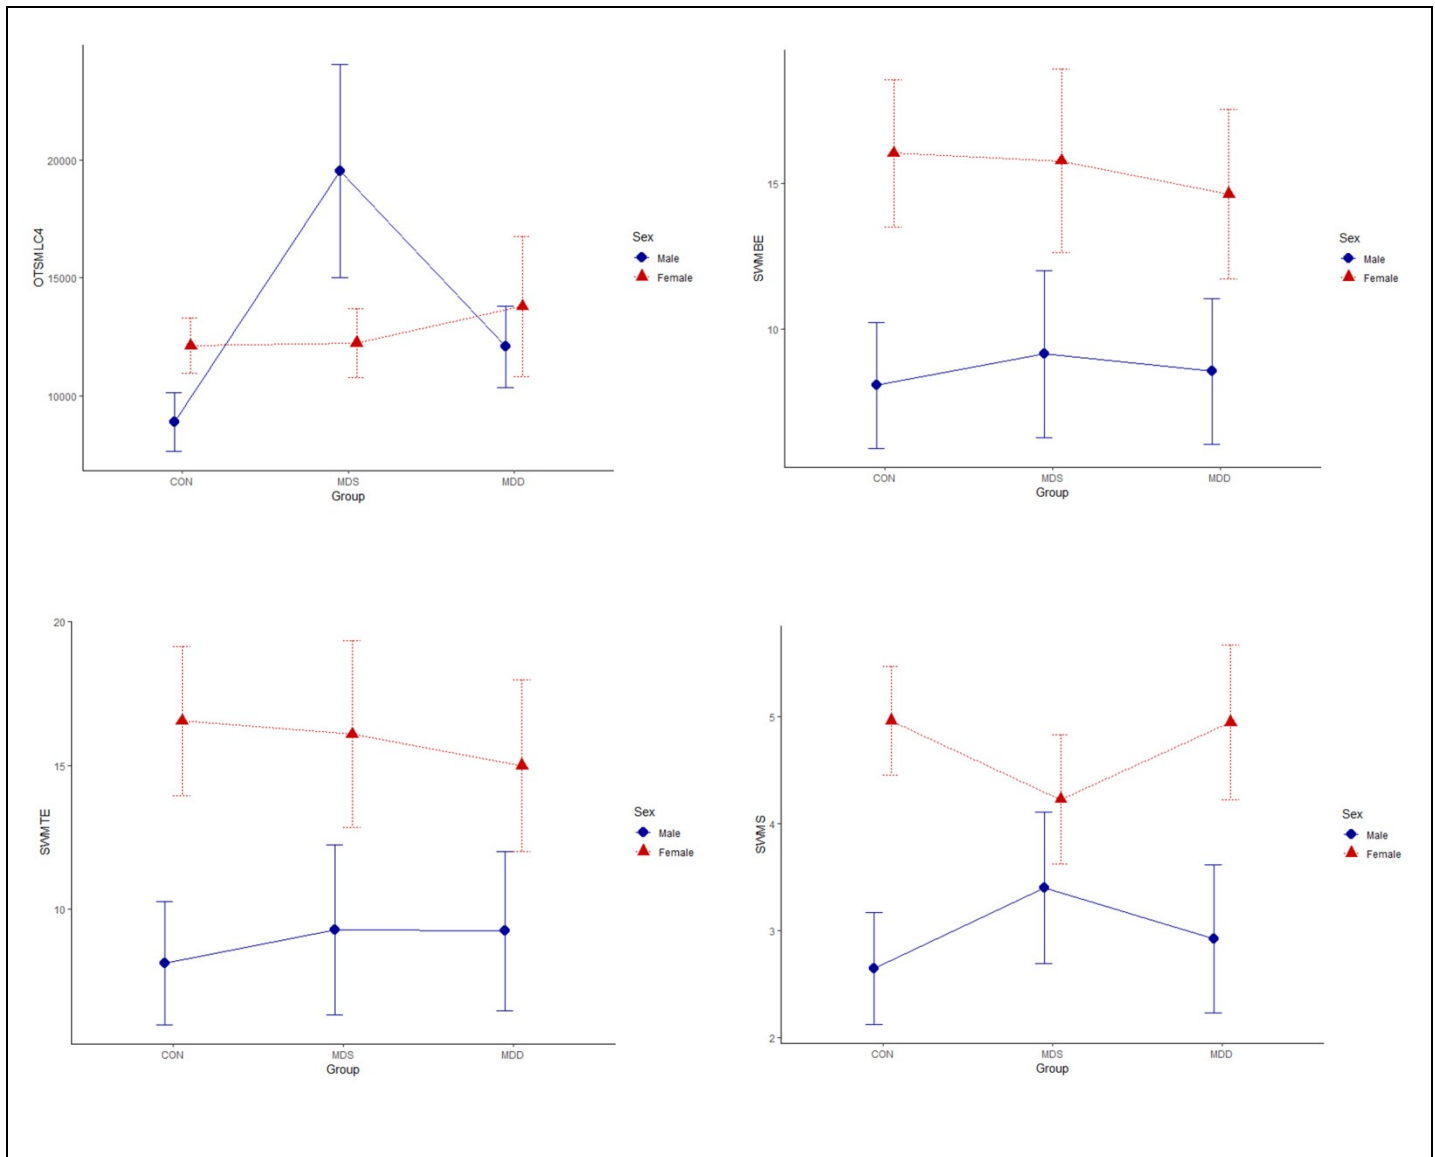 OTSMLC4
20000
15000
10000
CON MDS MDD
Group
Sex
Male
Female
SWMBE
15
10
CON MDS MDD
Group
Sex
Male
Female
SWMTE
20
15
10
CON MDS MDD
Group
Sex
Male
Female
SWMS
5
4
3
2
CON MDS MDD
Group
Sex
Male
Female